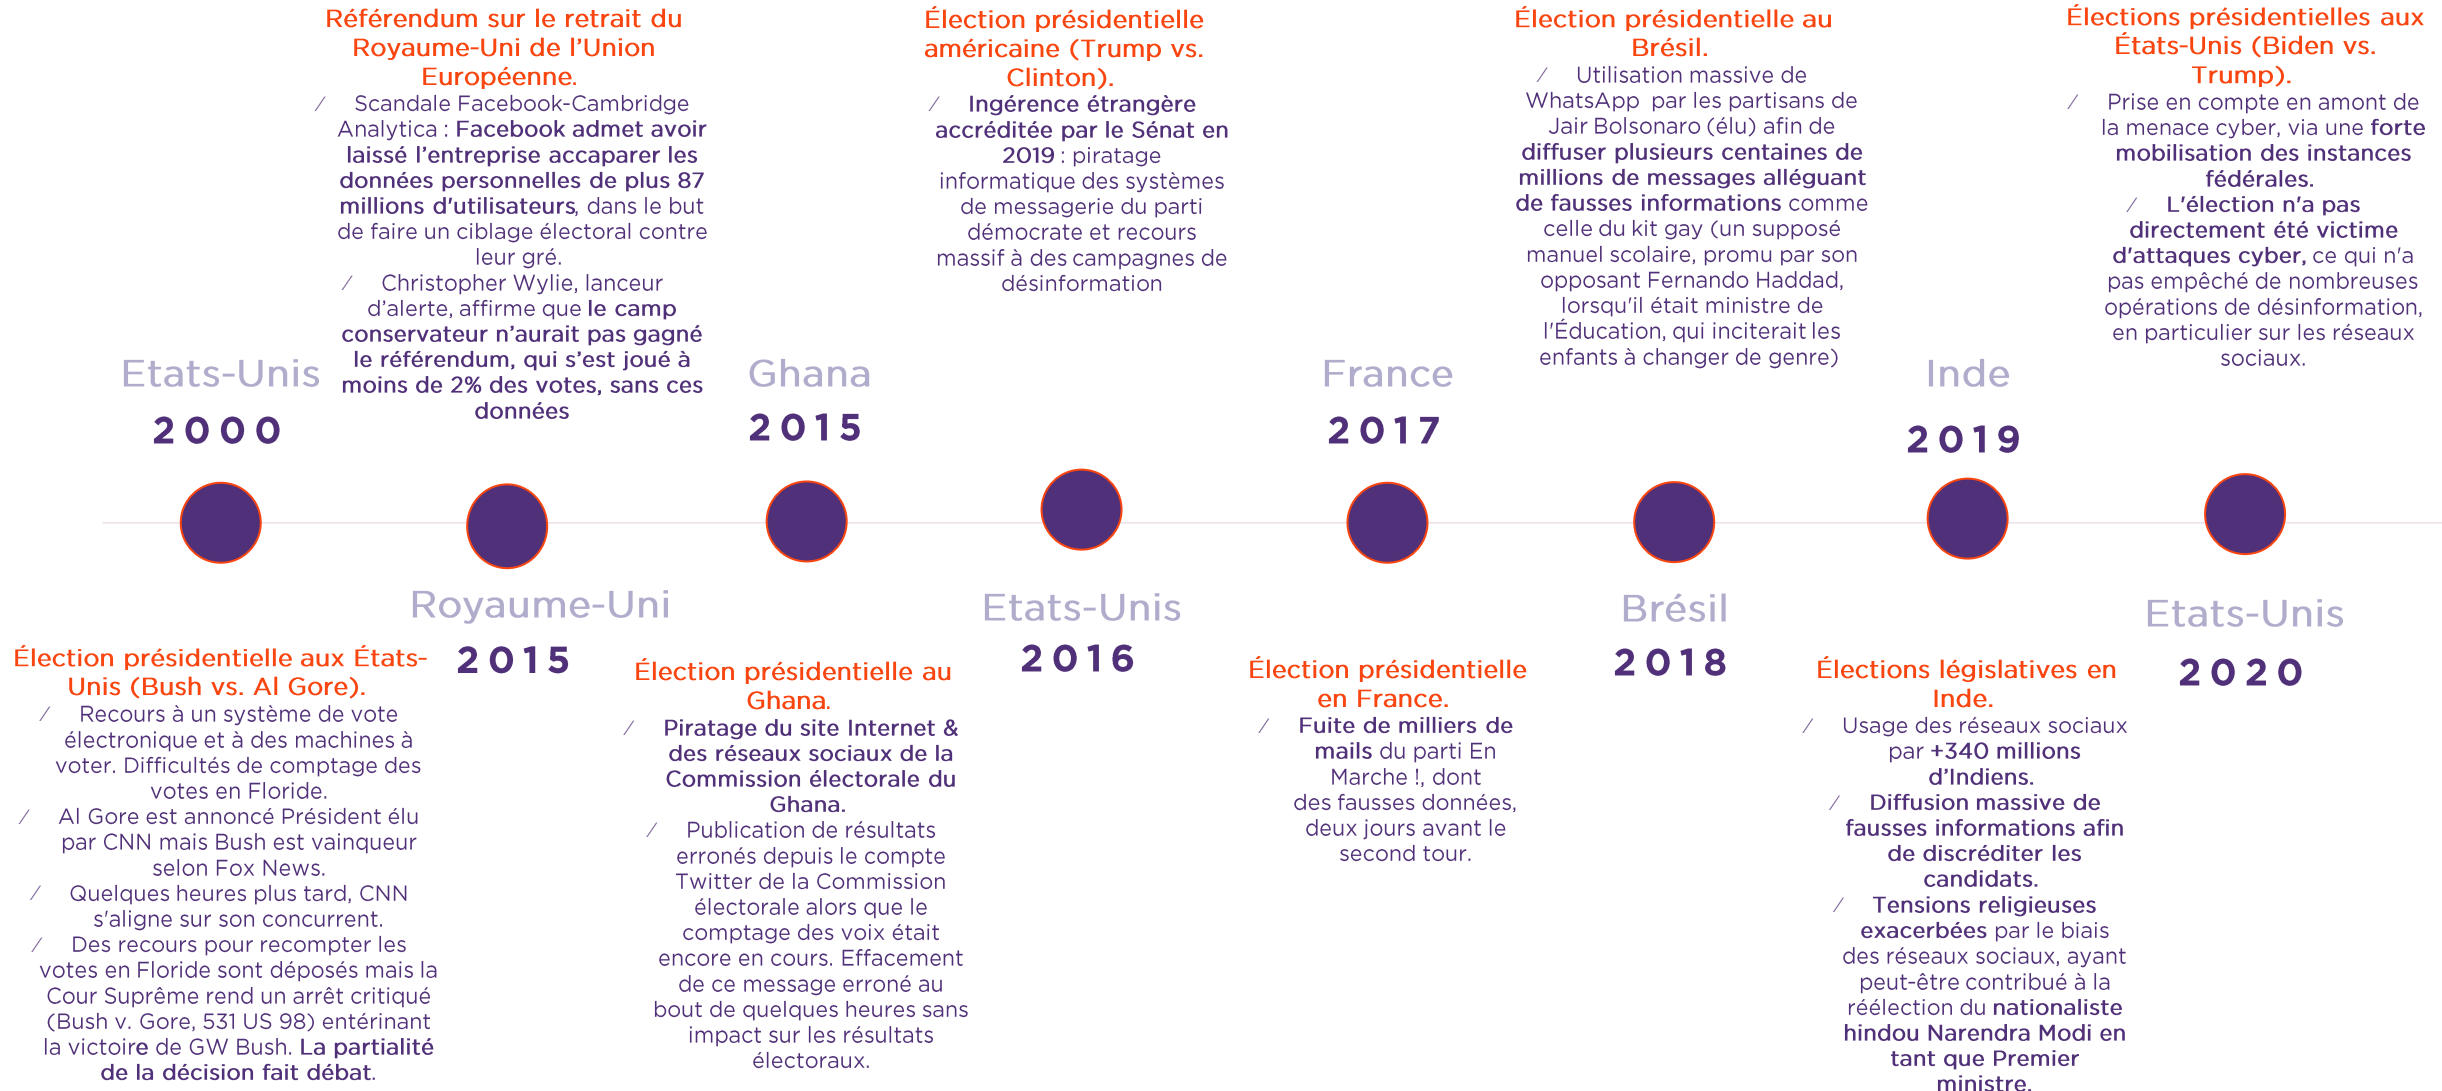 Référendum sur le retrait du
Royaume-Uni de l’Union
Européenne.
/ Scandale Facebook-Cambridge
Analytica : Facebook admet avoir
laissé l’entreprise accaparer les
données personnelles de plus 87
millions d'utilisateurs, dans le but
de faire un ciblage électoral contre
leur gré.
/ Christopher Wylie, lanceur
d’alerte, affirme que le camp
conservateur n’aurait pas gagné
le référendum, qui s’est joué à
moins de 2% des votes, sans ces
données
Élection présidentielle
américaine (Trump vs.
Clinton).
/ Ingérence étrangère
accréditée par le Sénat en
2019 : piratage
informatique des systèmes
de messagerie du parti
démocrate et recours
massif à des campagnes de
désinformation
Élection présidentielle au
Brésil.
/ Utilisation massive de
WhatsApp par les partisans de
Jair Bolsonaro (élu) afin de
diffuser plusieurs centaines de
millions de messages alléguant
de fausses informations comme
celle du kit gay (un supposé
manuel scolaire, promu par son
opposant Fernando Haddad,
lorsqu'il était ministre de
l'Éducation, qui inciterait les
enfants à changer de genre)
Élections présidentielles aux
États-Unis (Biden vs.
Trump).
/ Prise en compte en amont de
la menace cyber, via une forte
mobilisation des instances
fédérales.
/ L'élection n'a pas
directement été victime
d'attaques cyber, ce qui n'a
pas empêché de nombreuses
opérations de désinformation,
en particulier sur les réseaux
sociaux.
Etats-Unis
2000
Ghana
2015
France
2017
Inde
2019
Royaume-Uni
2015
Etats-Unis
2016
Brésil
2018
Etats-Unis
2020
Élection présidentielle aux États-
Unis (Bush vs. Al Gore).
/ Recours à un système de vote
électronique et à des machines à
voter. Difficultés de comptage des
votes en Floride.
/ Al Gore est annoncé Président élu
par CNN mais Bush est vainqueur
selon Fox News.
/ Quelques heures plus tard, CNN
s'aligne sur son concurrent.
/ Des recours pour recompter les
votes en Floride sont déposés mais la
Cour Suprême rend un arrêt critiqué
(Bush v. Gore, 531 US 98) entérinant
la victoire de GW Bush. La partialité
de la décision fait débat.
Élection présidentielle au
Ghana.
/ Piratage du site Internet &
des réseaux sociaux de la
Commission électorale du
Ghana.
/ Publication de résultats
erronés depuis le compte
Twitter de la Commission
électorale alors que le
comptage des voix était
encore en cours. Effacement
de ce message erroné au
bout de quelques heures sans
impact sur les résultats
électoraux.
Élection présidentielle
en France.
/ Fuite de milliers de
mails du parti En
Marche !, dont
des fausses données,
deux jours avant le
second tour.
Élections législatives en
Inde.
/ Usage des réseaux sociaux
par +340 millions
d’Indiens.
/ Diffusion massive de
fausses informations afin
de discréditer les
candidats.
/ Tensions religieuses
exacerbées par le biais
des réseaux sociaux, ayant
peut-être contribué à la
réélection du nationaliste
hindou Narendra Modi en
tant que Premier
ministre.